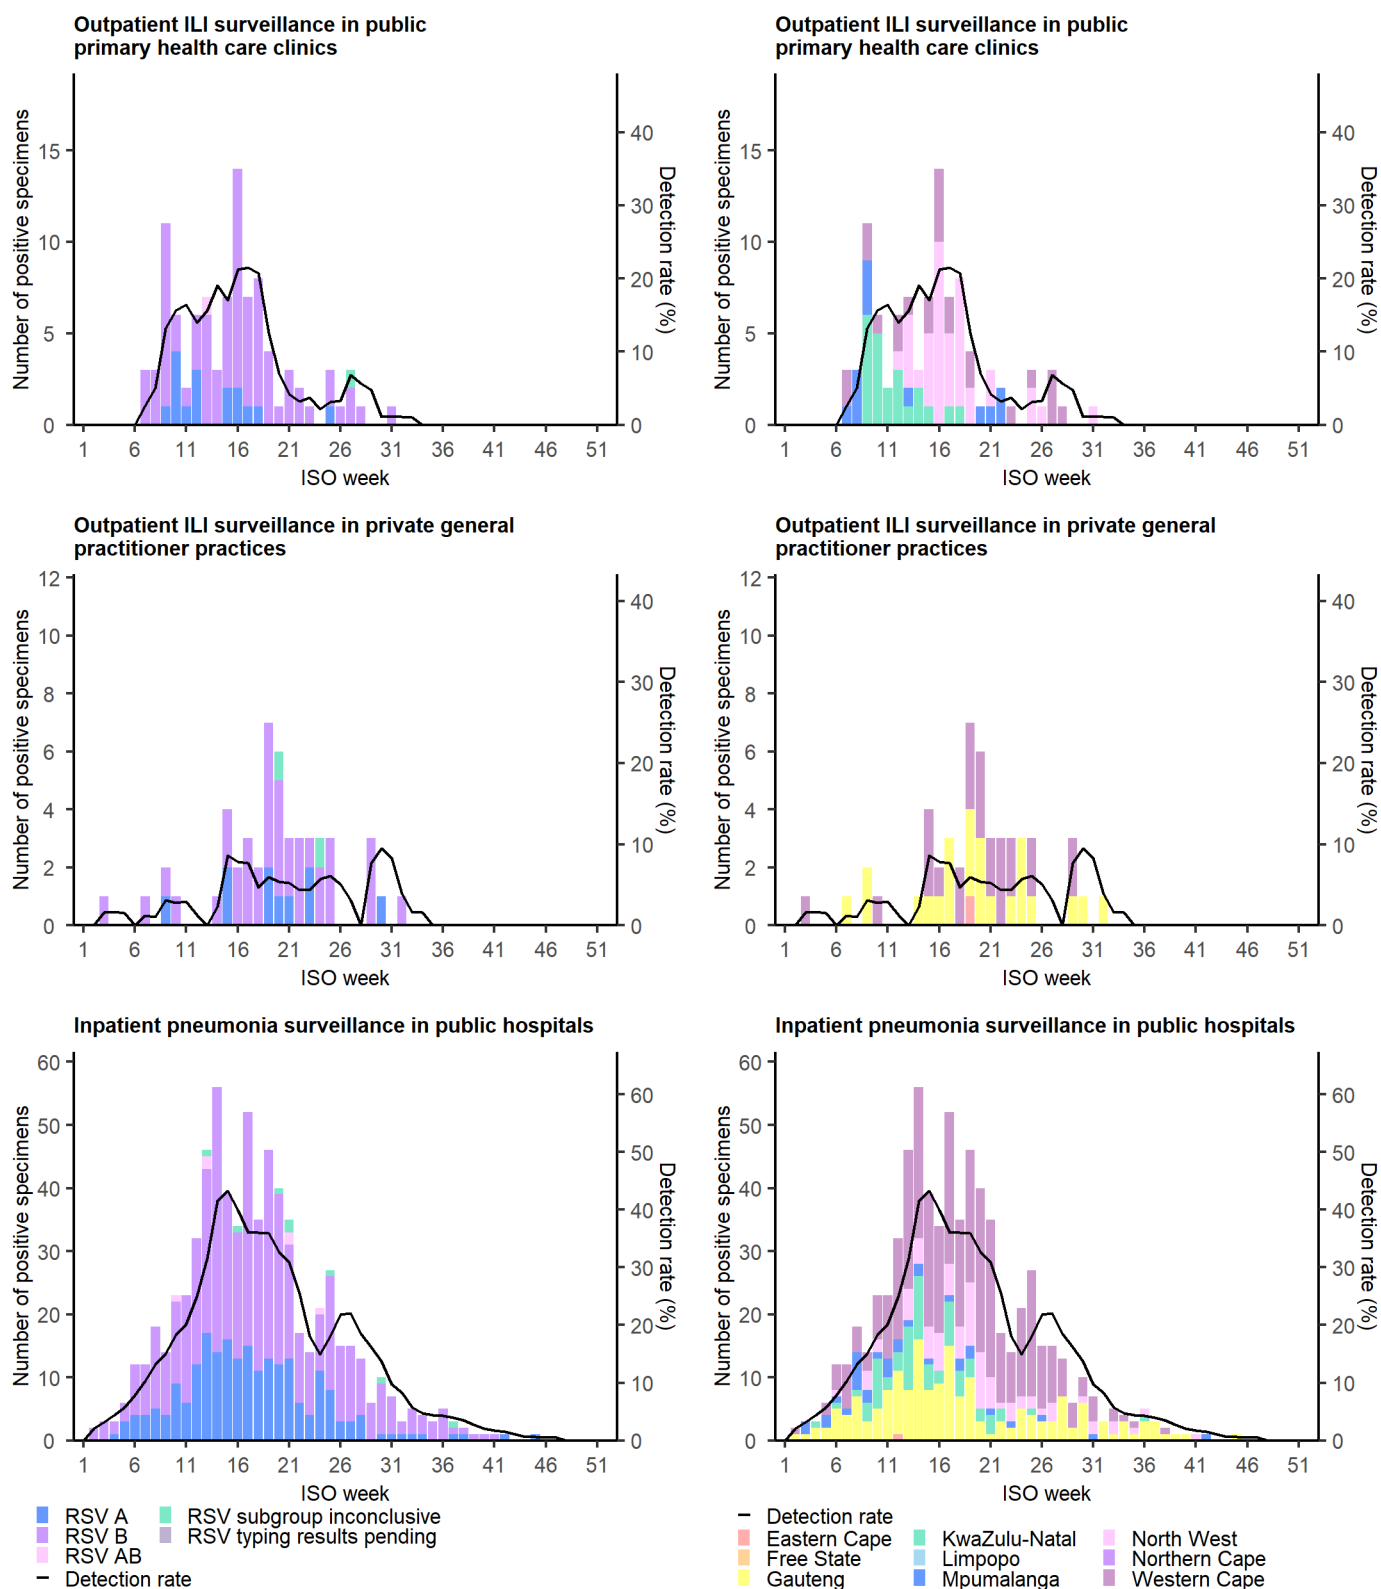 Outpatient ILI surveillance in public
primary health care clinics
Number of positive specimens
15
10
5
0
40
30
20
10
0
Detection rate (%)
1 6 11 16 21 26 31 36 41 46 51
ISO week
Outpatient ILI surveillance in public
primary health care clinics
Number of positive specimens
15
10
5
0
40
30
20
10
0
Detection rate (%)
1 6 11 16 21 26 31 36 41 46 51
ISO week
Outpatient ILI surveillance in private general
practitioner practices
Number of positive specimens
12
10
8
6
4
2
0
40
30
20
10
0
Detection rate (%)
1 6 11 16 21 26 31 36 41 46 51
ISO week
Outpatient ILI surveillance in private general
practitioner practices
Number of positive specimens
12
10
8
6
4
2
0
40
30
20
10
0
Detection rate (%)
1 6 11 16 21 26 31 36 41 46 51
ISO week
Inpatient pneumonia surveillance in public hospitals
Number of positive specimens
60
50
40
30
20
10
0
60
50
40
30
20
10
0
Detection rate (%)
1 6 11 16 21 26 31 36 41 46 51
ISO week
RSV A
RSV B
RSV AB
Detection rate
RSV subgroup inconclusive
RSV typing results pending
Inpatient pneumonia surveillance in public hospitals
Number of positive specimens
60
50
40
30
20
10
0
60
50
40
30
20
10
0
Detection rate (%)
1 6 11 16 21 26 31 36 41 46 51
ISO week
Detection rate
Eastern Cape
Free State
Gauteng
KwaZulu-Natal
Limpopo
Mpumalanga
North West
Northern Cape
Western Cape